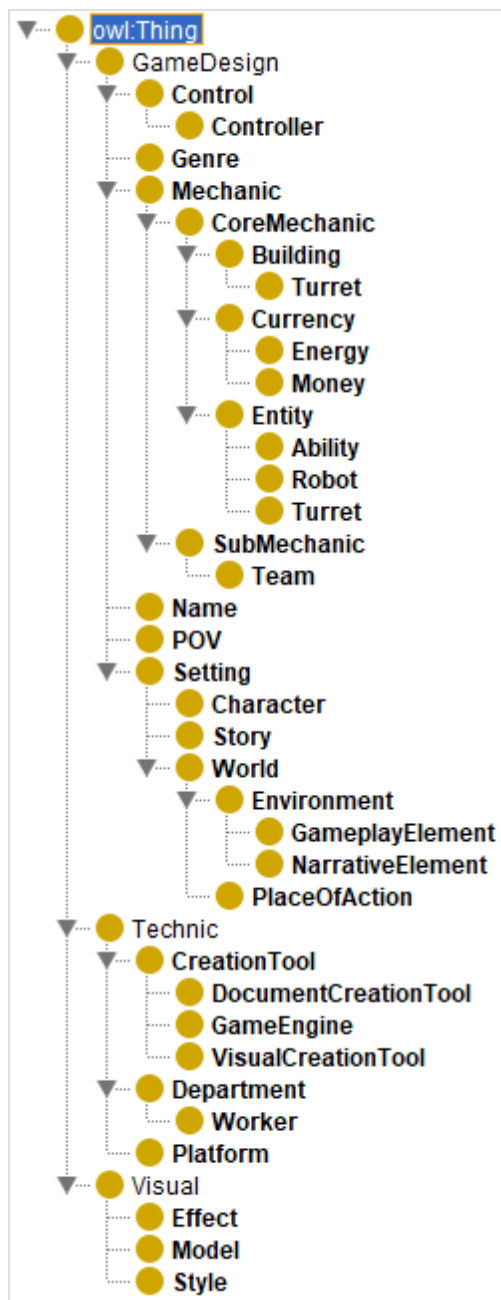 owl:Thing
GameDesign
Control
Controller
Genre
Mechanic
CoreMechanic
Building
Turret
Currency
Energy
Money
Entity
Ability
Robot
Turret
SubMechanic
Team
Name
POV
Setting
Character
Story
World
Environment
GameplayElement
NarrativeElement
PlaceOfAction
Technic
CreationTool
DocumentCreationTool
GameEngine
VisualCreationTool
Department
Worker
Platform
Visual
Effect
Model
Style